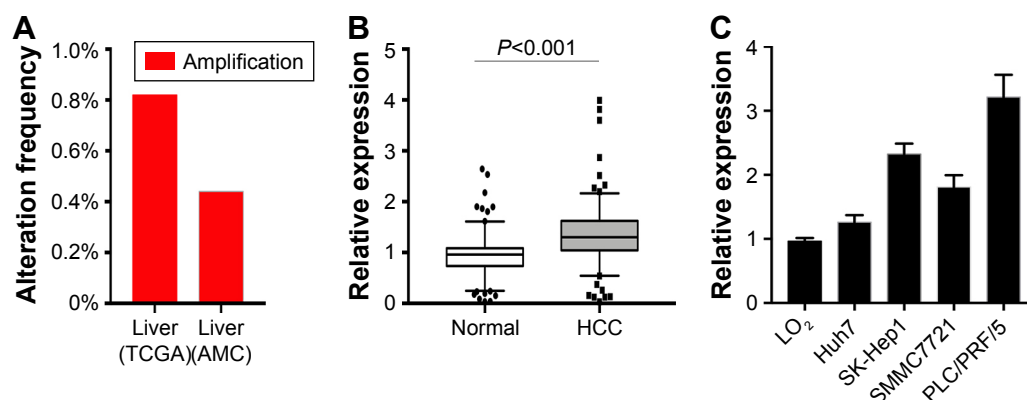 A
Alteration frequency
1.0%
0.8%
0.6%
0.4%
0.2%
0%
Amplification
Liver
(TCGA)
Liver
(AMC)
B
Relative expression
5
4
3
2
1
0
P<0.001
Normal
HCC
C
Relative expression
4
3
2
1
0
LO₂
Huh7
SK-Hep1
SMMC7721
PLC/PRF/5